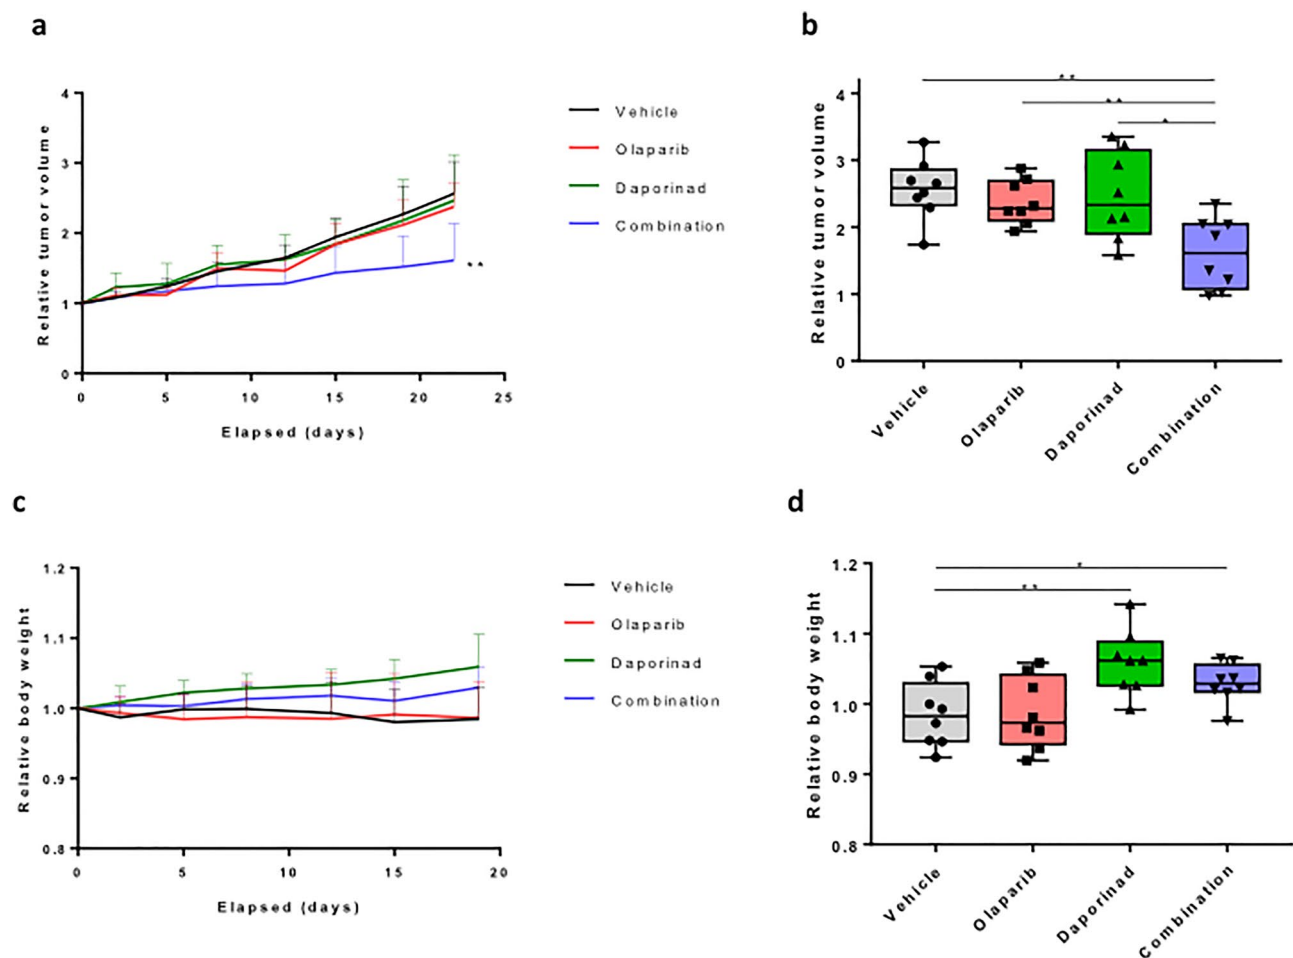 a
4
3
2
1
0
Relative tumor volume
0 5 10 15 20 25
Elapsed (days)
Vehicle
Olaparib
Daporinad
Combination
**
b
4
3
2
1
0
Relative tumor volume
**
**
*
Vehicle
Olaparib
Daporinad
Combination
c
1.2
1.1
1.0
0.9
0.8
Relative body weight
0 5 10 15 20
Elapsed (days)
Vehicle
Olaparib
Daporinad
Combination
d
1.2
1.1
1.0
0.9
0.8
Relative body weight
*
**
Vehicle
Olaparib
Daporinad
Combination